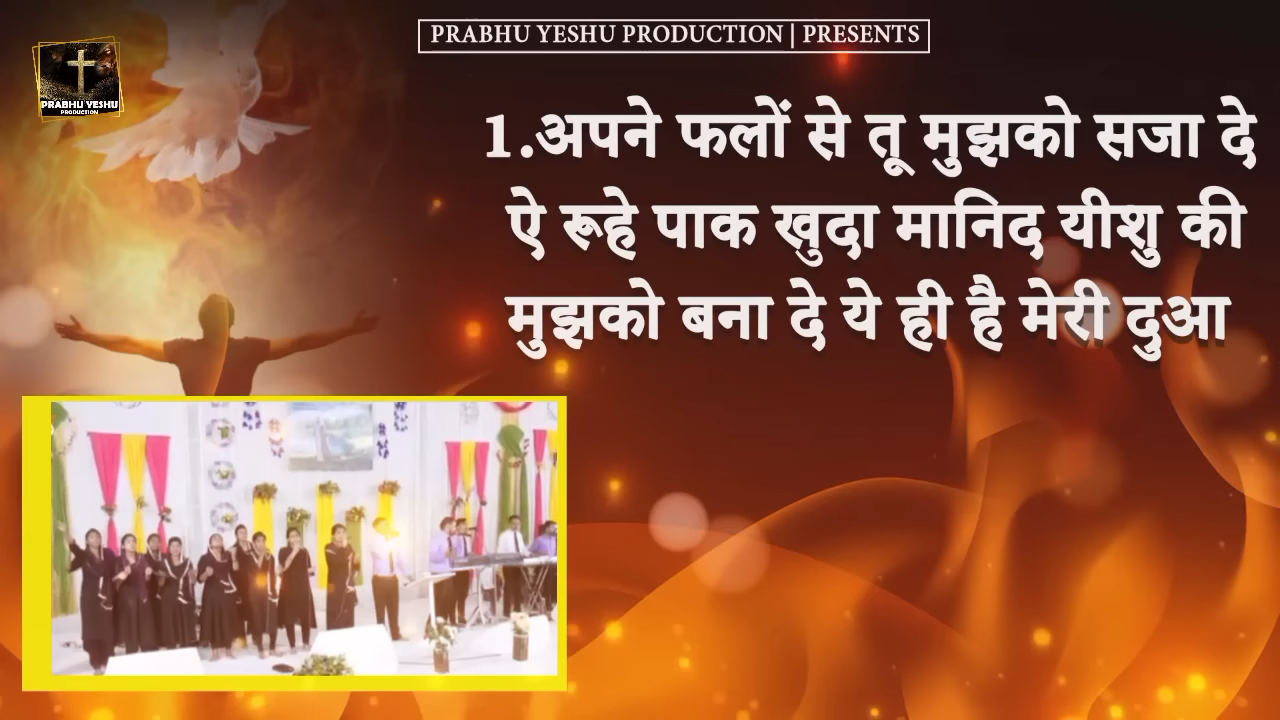 PRABHU YESHU PRODUCTION | PRESENTS
PRABHU YESHU
PRODUCTION
1.अपने फलों से तू मुझको सजा दे
ऐ रूहे पाक खुदा मानिद यीशु की
मुझको बना दे ये ही है मेरी दुआ